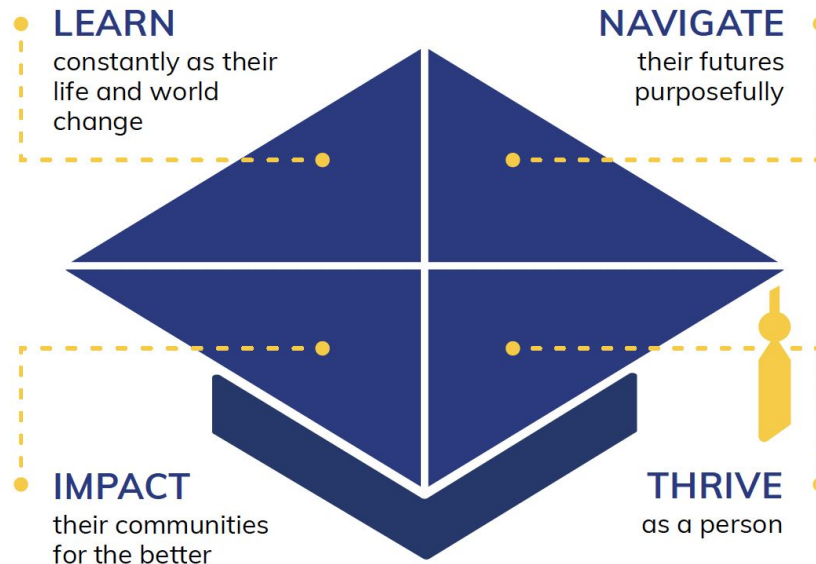 LEARN
constantly as their
life and world
change
NAVIGATE
their futures
purposefully
IMPACT
their communities
for the better
THRIVE
as a person